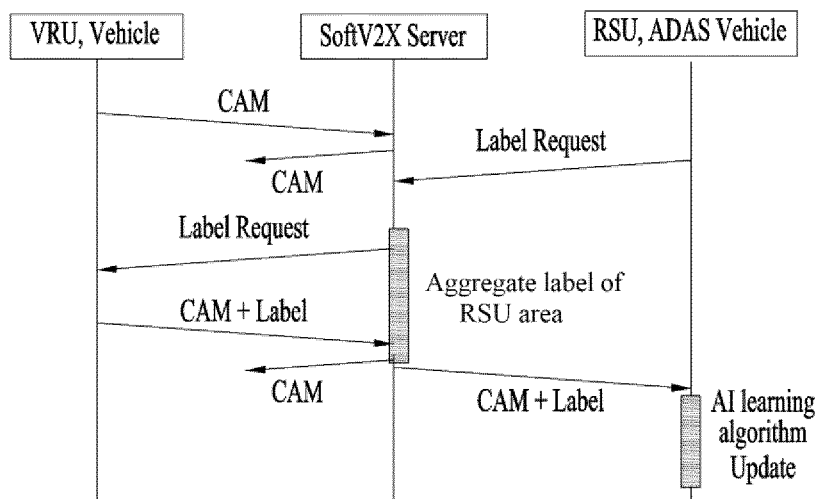 VRU, Vehicle
SoftV2X Server
RSU, ADAS Vehicle
CAM
Label Request
CAM
Label Request
Aggregate label of
RSU area
CAM + Label
CAM
CAM + Label
AI learning
algorithm
Update